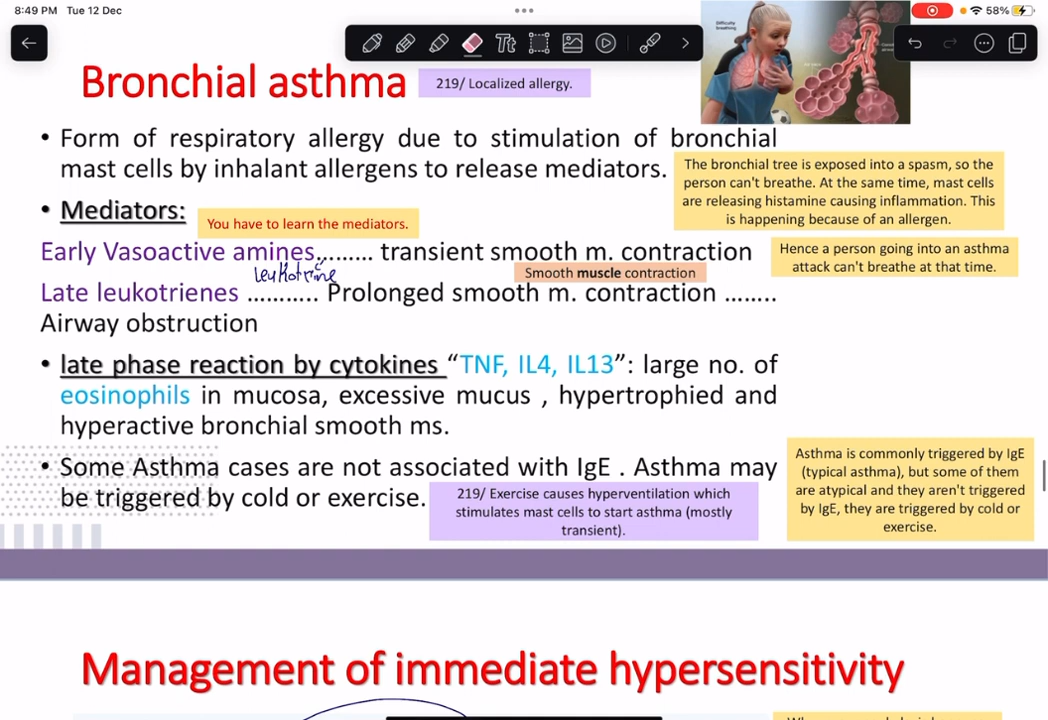 8:49 PM Tue 12 Dec
58%
Tt
Difficulty
breathing
Bronchial asthma
219/ Localized allergy.
• Form of respiratory allergy due to stimulation of bronchial
mast cells by inhalant allergens to release mediators.
The bronchial tree is exposed into a spasm, so the
person can't breathe. At the same time, mast cells
are releasing histamine causing inflammation. This
is happening because of an allergen.
• Mediators:
You have to learn the mediators.
Early Vasoactive amines......... transient smooth m. contraction
Hence a person going into an asthma
attack can't breathe at that time.
leukotriene
Smooth muscle contraction
Late leukotrienes ........... Prolonged smooth m. contraction ........
Airway obstruction
• late phase reaction by cytokines “TNF, IL4, IL13”: large no. of
eosinophils in mucosa, excessive mucus , hypertrophied and
hyperactive bronchial smooth ms.
• Some Asthma cases are not associated with IgE . Asthma may
be triggered by cold or exercise.
219/ Exercise causes hyperventilation which
stimulates mast cells to start asthma (mostly
transient).
Asthma is commonly triggered by IgE
(typical asthma), but some of them
are atypical and they aren't triggered
by IgE, they are triggered by cold or
exercise.
Management of immediate hypersensitivity